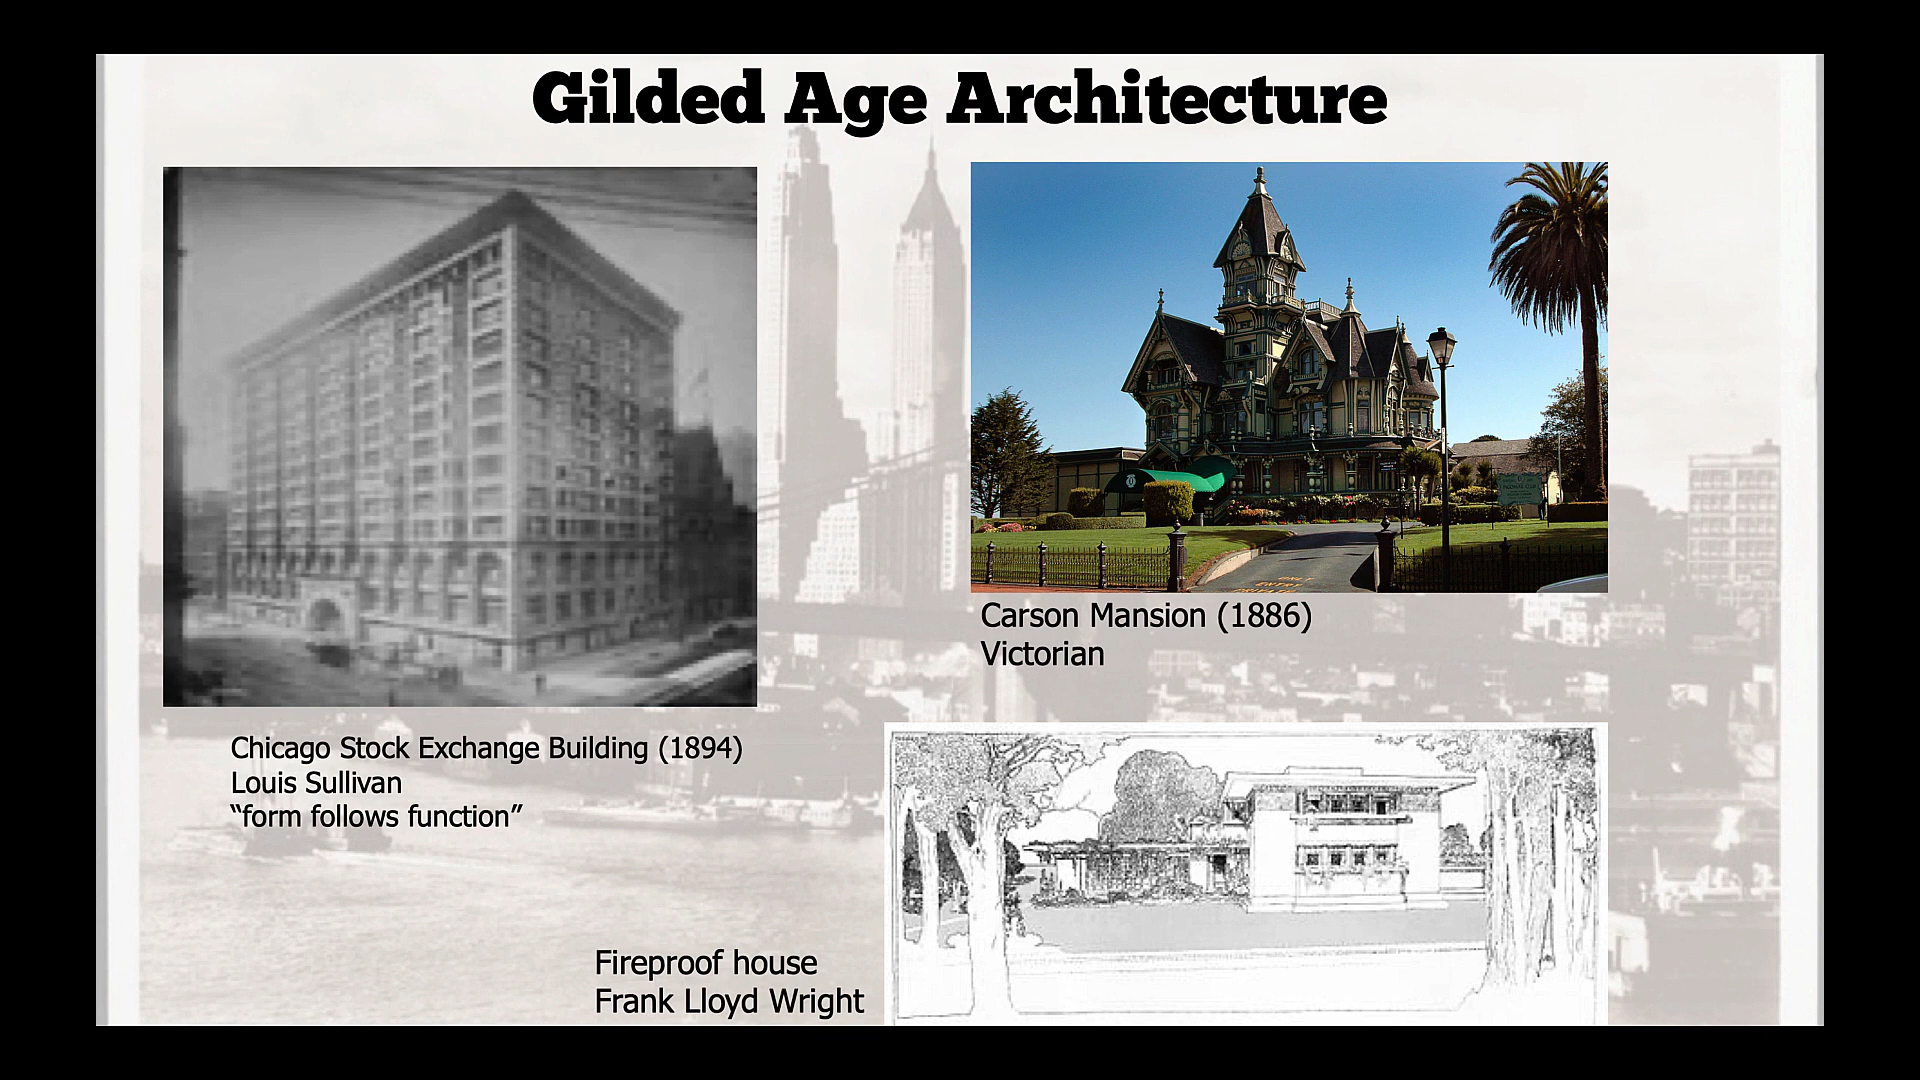 Gilded Age Architecture
Chicago Stock Exchange Building (1894)
Louis Sullivan
“form follows function”
Carson Mansion (1886)
Victorian
Fireproof house
Frank Lloyd Wright
ONLY